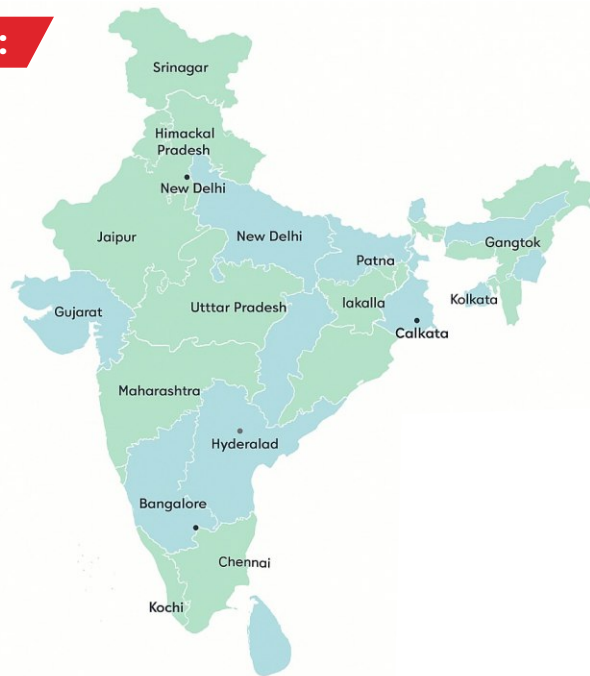 :
Srinagar
Himackal
Pradesh
New Delhi
Jaipur
New Delhi
Patna
Gangtok
Gujarat
Utttar Pradesh
lakalla
Kolkata
Calkata
Maharashtra
Hyderalad
Bangalore
Chennai
Kochi